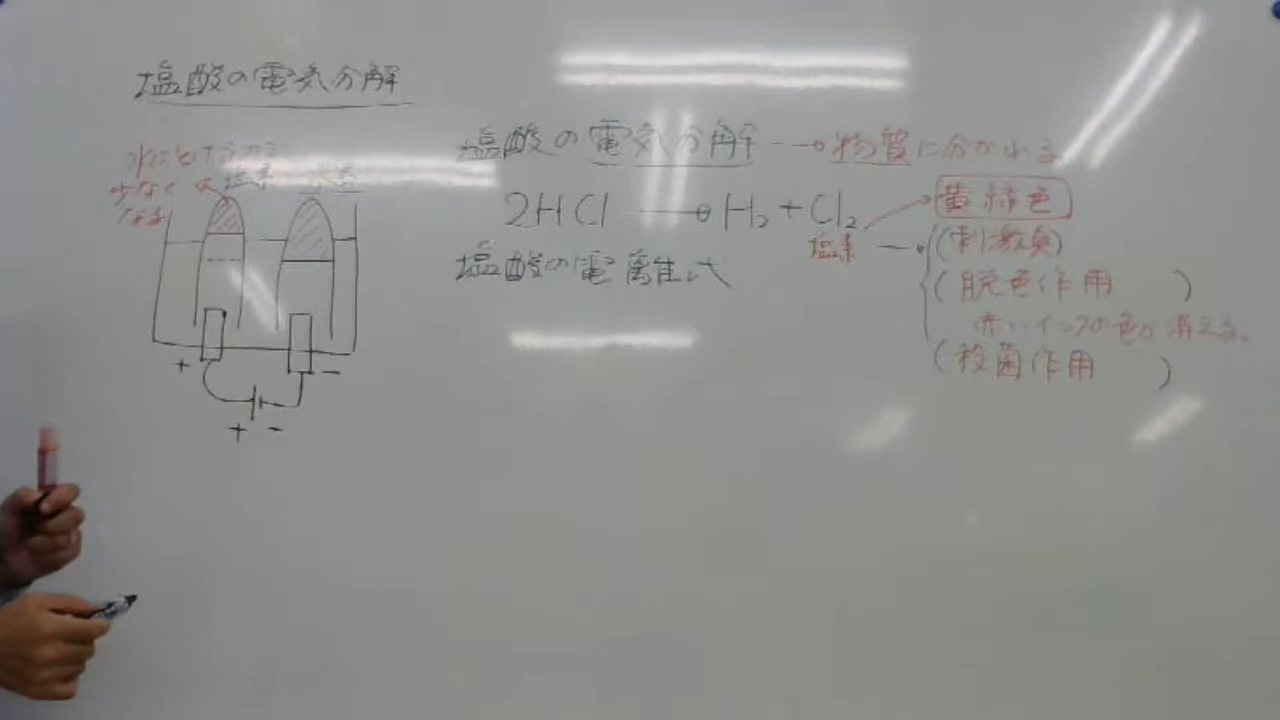 塩酸の電気分解
水にとけるので
少なく
なる
塩素
水素
+
−
+ -
塩酸の電気分解 → 物質に分かれる
2HCl → H₂ + Cl₂
塩素
黄緑色
(刺激臭)
(脱色作用)
赤いインクの色が消える。
(殺菌作用)
塩酸の電離式